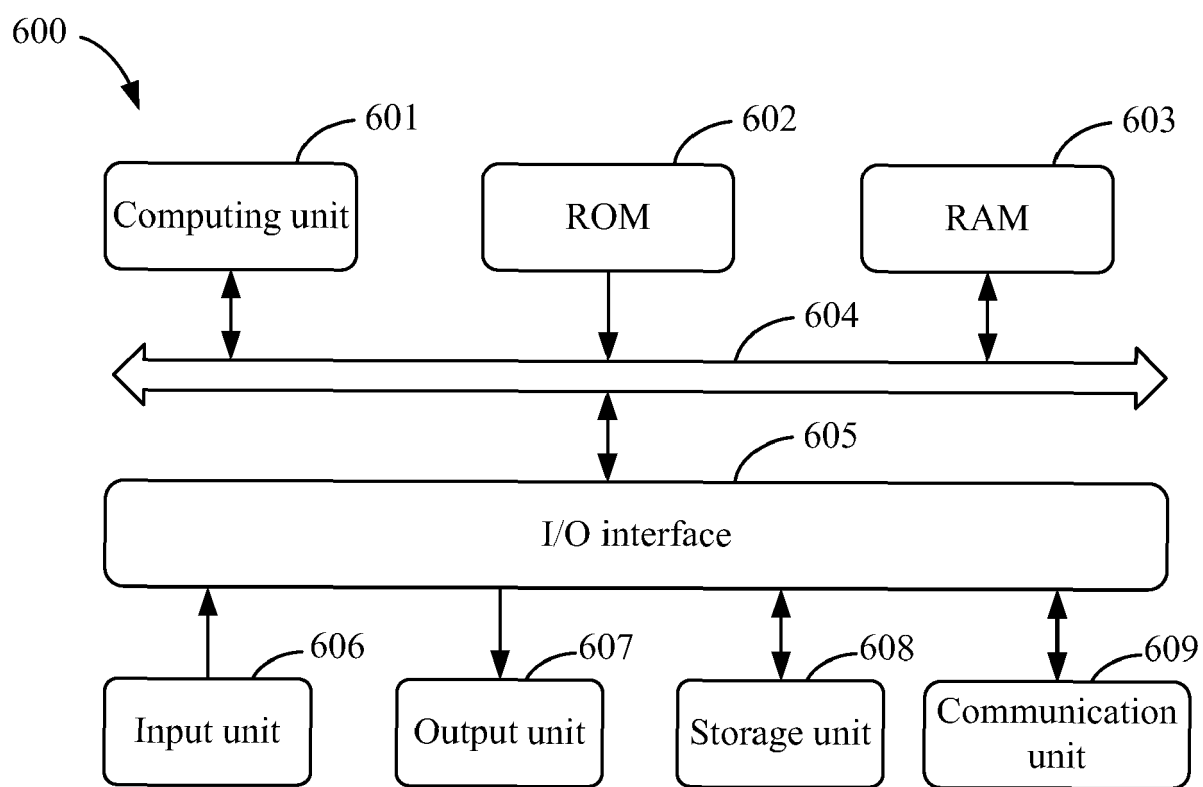 600
601
602
603
Computing unit
ROM
RAM
604
605
I/O interface
606
607
608
609
Input unit
Output unit
Storage unit
Communication
unit